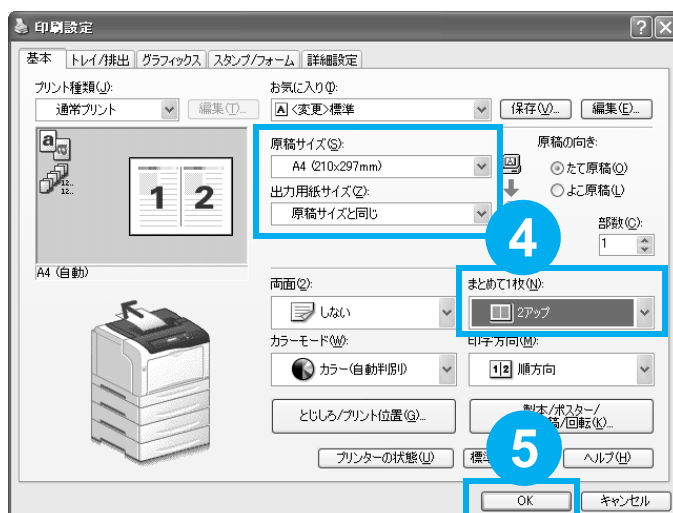 印刷設定
基本 トレイ/排出 グラフィックス スタンプ/フォーム 詳細設定
プリント種類(J): お気に入り(I):
通常プリント 編集(T)... <変更>標準 保存(V)... 編集(E)...
原稿サイズ(S): 原稿の向き:
A4 (210x297mm) たて原稿(O)
出力用紙サイズ(Z): よこ原稿(L)
原稿サイズと同じ
4
部数(C):
1
1 2
A4 (自動)
両面(2): まとめて1枚(N):
しない 2アップ
カラーモード(W): 印字方向(M):
カラー(自動判別) 1 2 順方向
とじしろ/プリント位置(G)... 製本/ポスター/
/回転(K)...
5
プリンターの状態(U) ヘルプ(H)
OK キャンセル